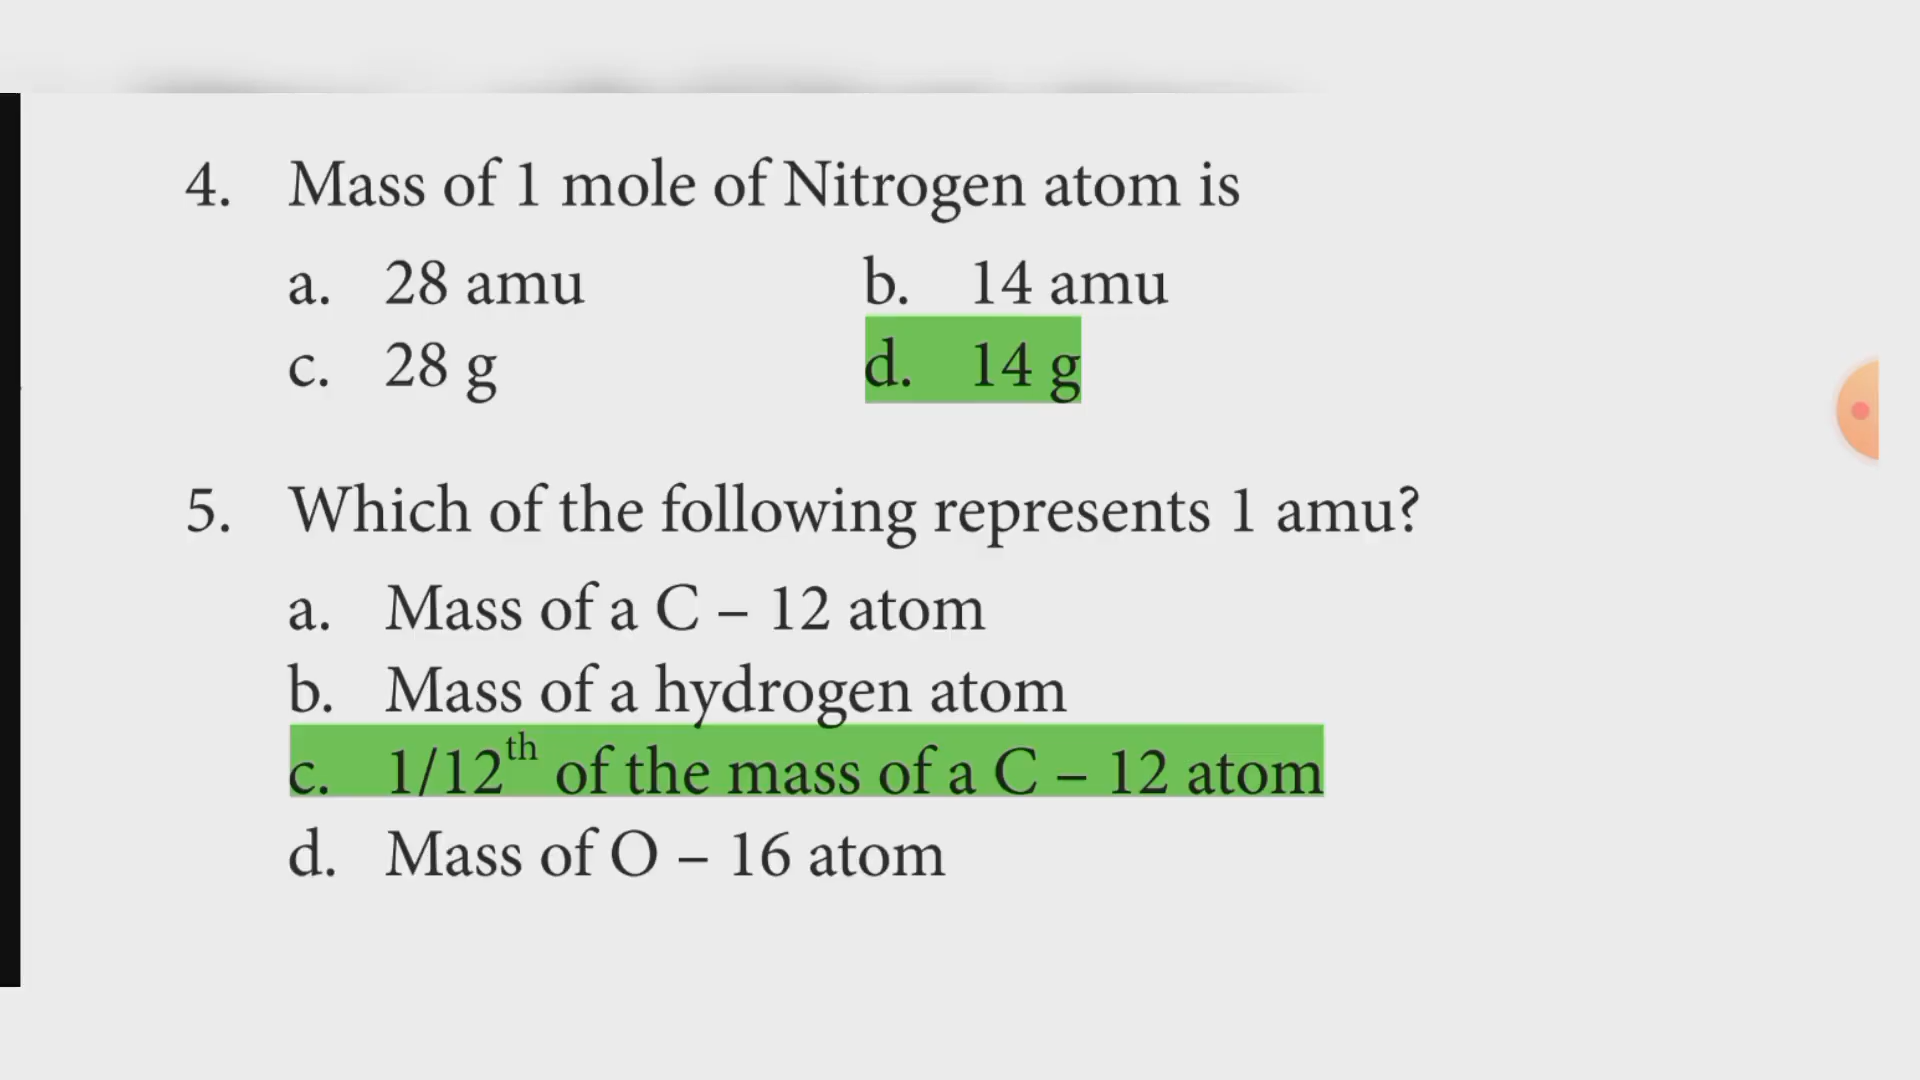 4. Mass of 1 mole of Nitrogen atom is
a. 28 amu b. 14 amu
c. 28 g d. 14 g
5. Which of the following represents 1 amu?
a. Mass of a C – 12 atom
b. Mass of a hydrogen atom
c. 1/12th of the mass of a C – 12 atom
d. Mass of O – 16 atom